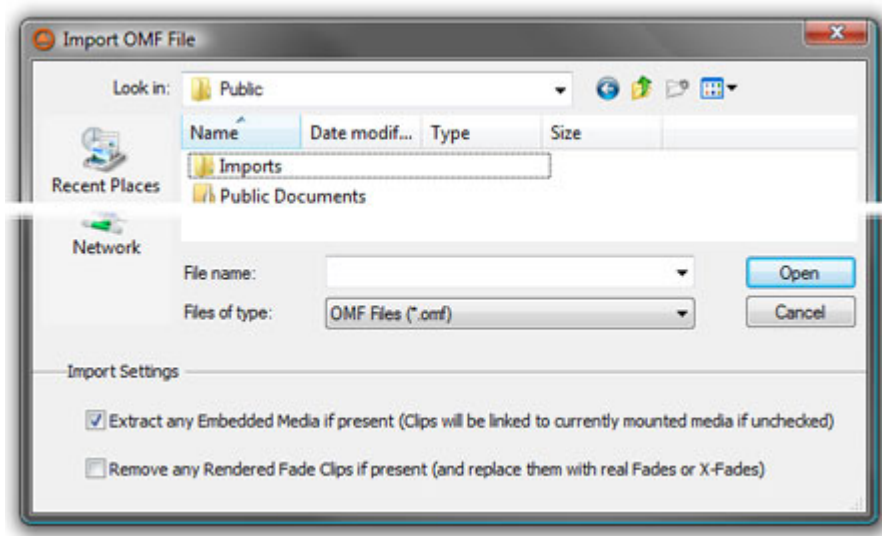 Import OMF File
Look in: Public
Name Date modif... Type Size
Imports
Public Documents
Recent Places
Network
File name: Open
Files of type: OMF Files (*.omf) Cancel
Import Settings
Extract any Embedded Media if present (Clips will be linked to currently mounted media if unchecked)
Remove any Rendered Fade Clips if present (and replace them with real Fades or X-Fades)